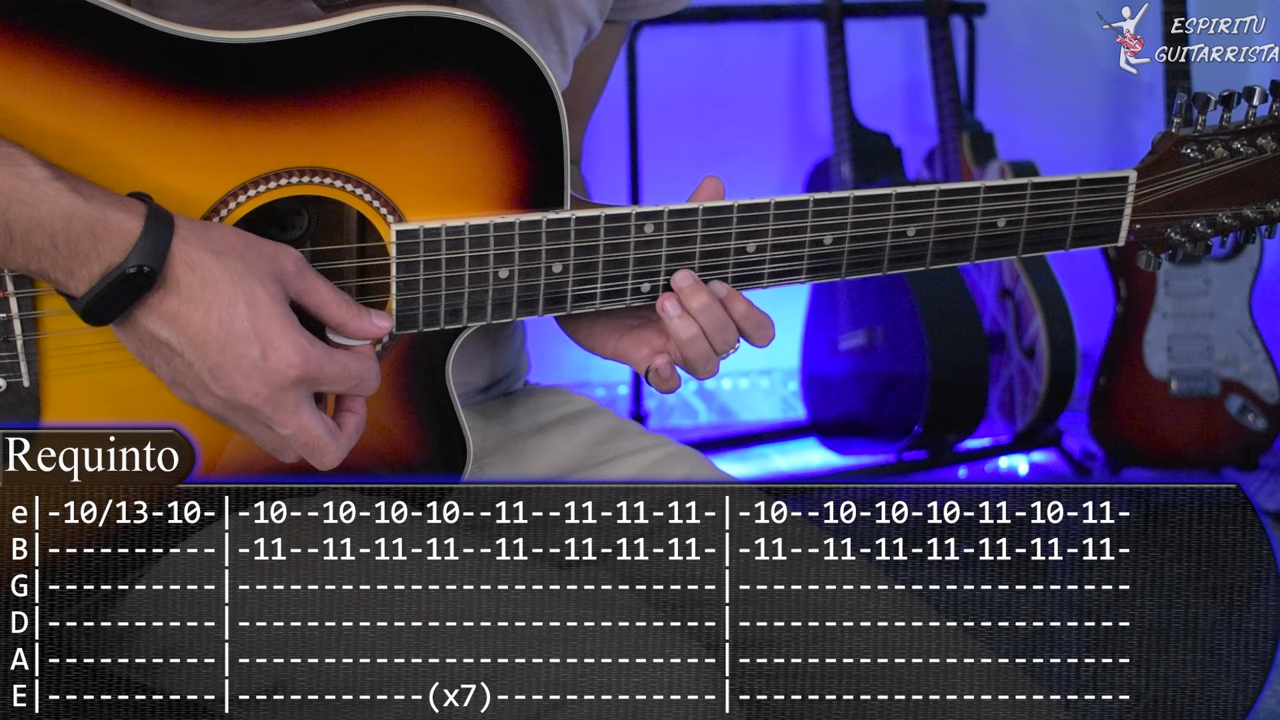 ESPIRITU
GUITARRISTA
Requinto
e|-10/13-10-|-10--10-10-10--11--11-11-11-|-10--10-10-10-11-10-11-
B|----------|-11--11-11-11--11--11-11-11-|-11--11-11-11-11-11-11-
G|----------|-----------------------|-------------------
D|----------|-----------------------|-------------------
A|----------|-----------------------|-------------------
E|----------|---------(x7)-----------|-------------------